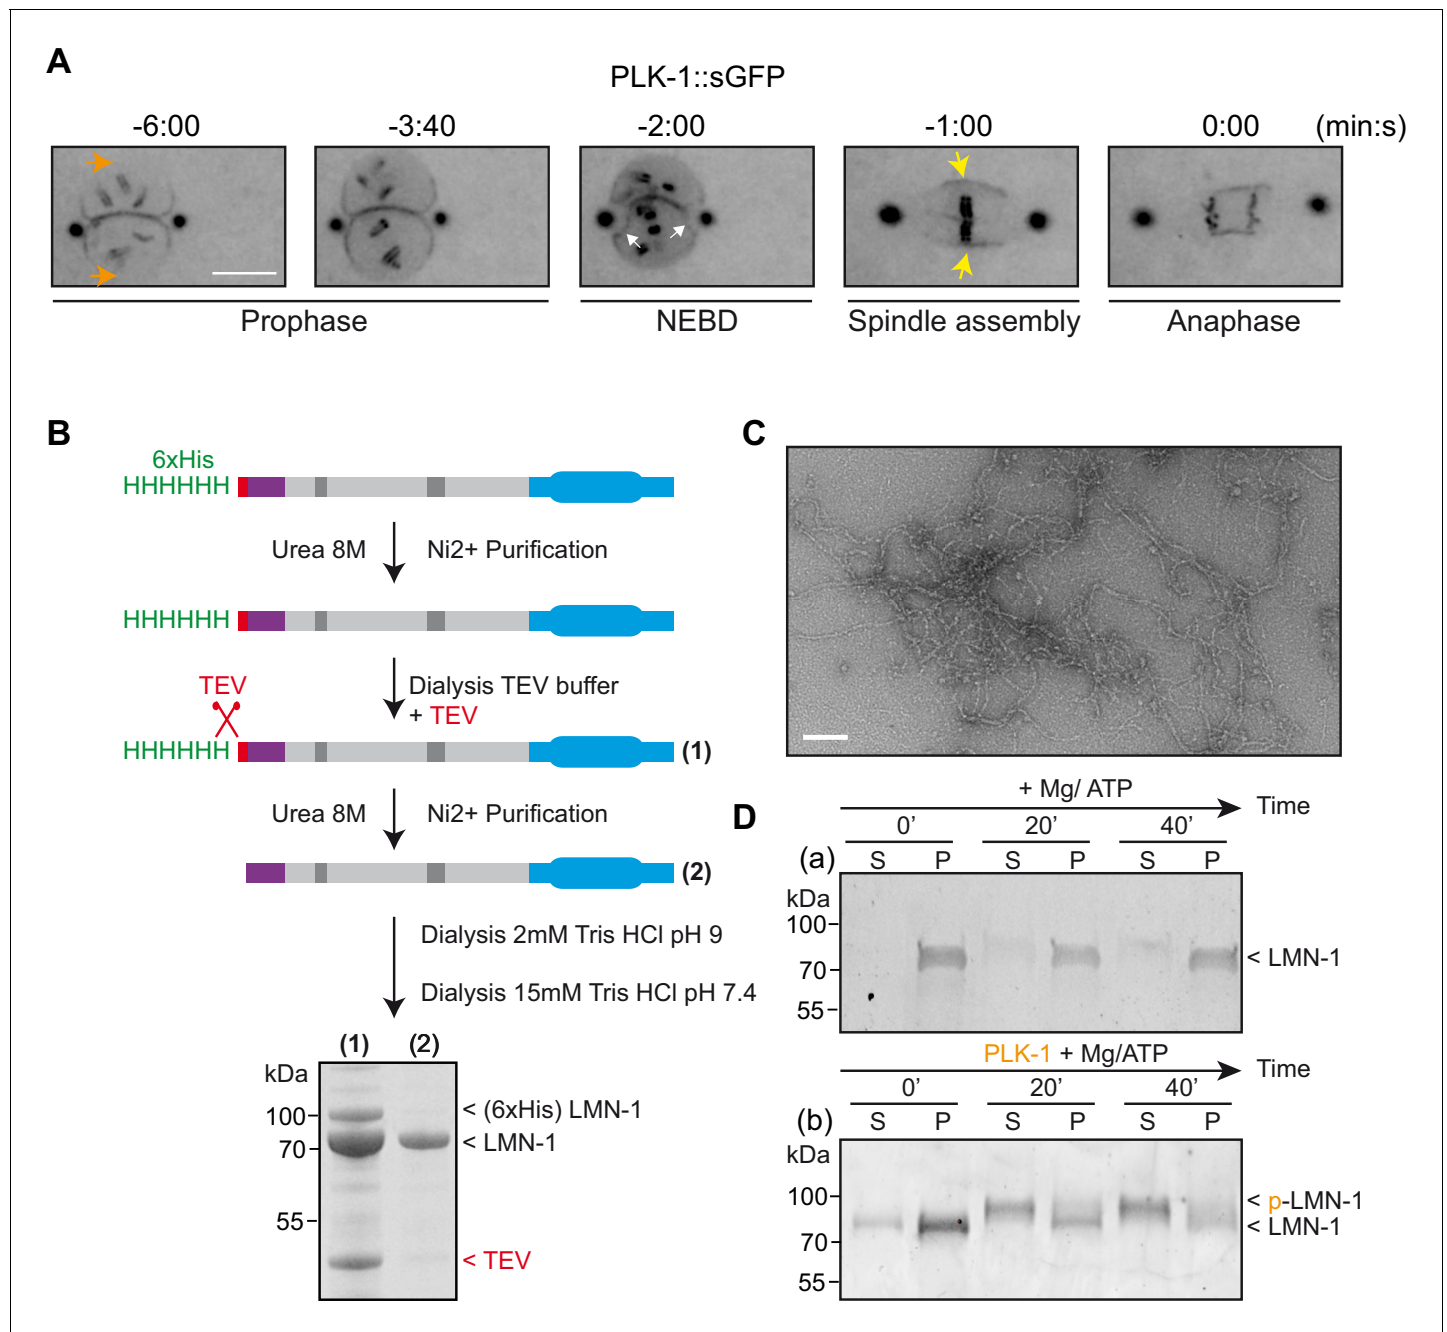 A
PLK-1::sGFP
-6:00 -3:40 -2:00 -1:00 0:00 (min:s)
Prophase NEBD Spindle assembly Anaphase
B
6xHis
HHHHHH
Urea 8M Ni2+ Purification
HHHHHH
TEV
Dialysis TEV buffer
+ TEV
HHHHHH (1)
Urea 8M Ni2+ Purification
(2)
Dialysis 2mM Tris HCl pH 9
Dialysis 15mM Tris HCl pH 7.4
(1) (2)
kDa
100 < (6xHis) LMN-1
70 < LMN-1
55
< TEV
C
D
+ Mg/ ATP
Time
0’ 20’ 40’
(a) S P S P S P
kDa
100
70 < LMN-1
55
PLK-1 + Mg/ATP
Time
0’ 20’ 40’
(b) S P S P S P
kDa
100 < p-LMN-1
70 < LMN-1
55